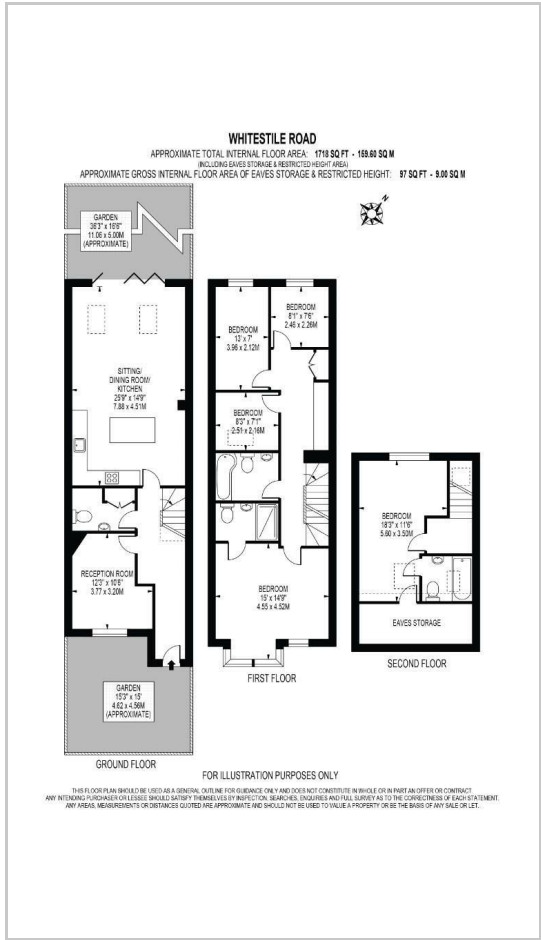 WHITESTILE ROAD
APPROXIMATE TOTAL INTERNAL FLOOR AREA: 1718 SQ FT - 159.60 SQ M
(INCLUDING EAVES STORAGE & RESTRICTED HEIGHT AREA)
APPROXIMATE GROSS INTERNAL FLOOR AREA OF EAVES STORAGE & RESTRICTED HEIGHT: 97 SQ FT - 9.00 SQ M
N
GARDEN
36'3" x 16'6"
11.06 x 5.00M
(APPROXIMATE)
SITTING/
DINING ROOM/
KITCHEN
25'9" x 14'9"
7.88 x 4.51M
RECEPTION ROOM
12'3" x 10'6"
3.77 x 3.20M
GARDEN
15'3" x 15'
4.62 x 4.56M
(APPROXIMATE)
GROUND FLOOR
BEDROOM
13' x 7'
3.96 x 2.12M
BEDROOM
8'1" x 7'6"
2.46 x 2.26M
BEDROOM
8'3" x 7'1"
2.51 x 2.16M
BEDROOM
15' x 14'9"
4.55 x 4.52M
FIRST FLOOR
BEDROOM
18'3" x 11'6"
5.60 x 3.50M
EAVES STORAGE
SECOND FLOOR
FOR ILLUSTRATION PURPOSES ONLY
THIS FLOOR PLAN SHOULD BE USED AS A GENERAL OUTLINE FOR GUIDANCE ONLY AND DOES NOT CONSTITUTE IN WHOLE OR IN PART AN OFFER OR CONTRACT.
ANY INTENDING PURCHASER OR LESSEE SHOULD SATISFY THEMSELVES BY INSPECTION, SEARCHES, ENQUIRIES AND FULL SURVEY AS TO THE CORRECTNESS OF EACH STATEMENT.
ANY AREAS, MEASUREMENTS OR DISTANCES QUOTED ARE APPROXIMATE AND SHOULD NOT BE USED TO VALUE A PROPERTY OR BE THE BASIS OF ANY SALE OR LET.